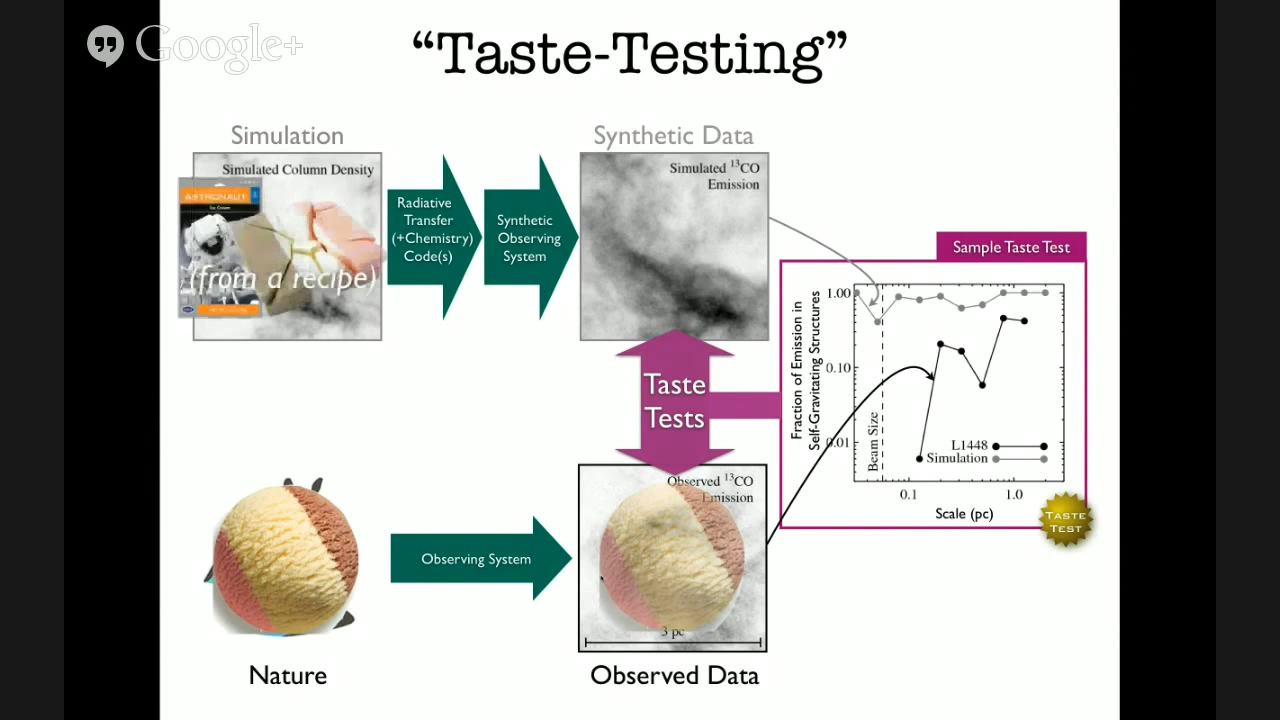 Google+
“Taste-Testing”
Simulation
Synthetic Data
Simulated Column Density
ASTRONAUT
Ice Cream
(from a recipe)
Radiative
Transfer
(+Chemistry)
Code(s)
Synthetic
Observing
System
Simulated ¹³CO
Emission
Sample Taste Test
Fraction of Emission in
Self-Gravitating Structures
1.00
0.10
0.01
Beam Size
L1448
Simulation
0.1
1.0
Scale (pc)
TASTE
TEST
Taste
Tests
Observed ¹³CO
Emission
3 pc
Observing System
Nature
Observed Data